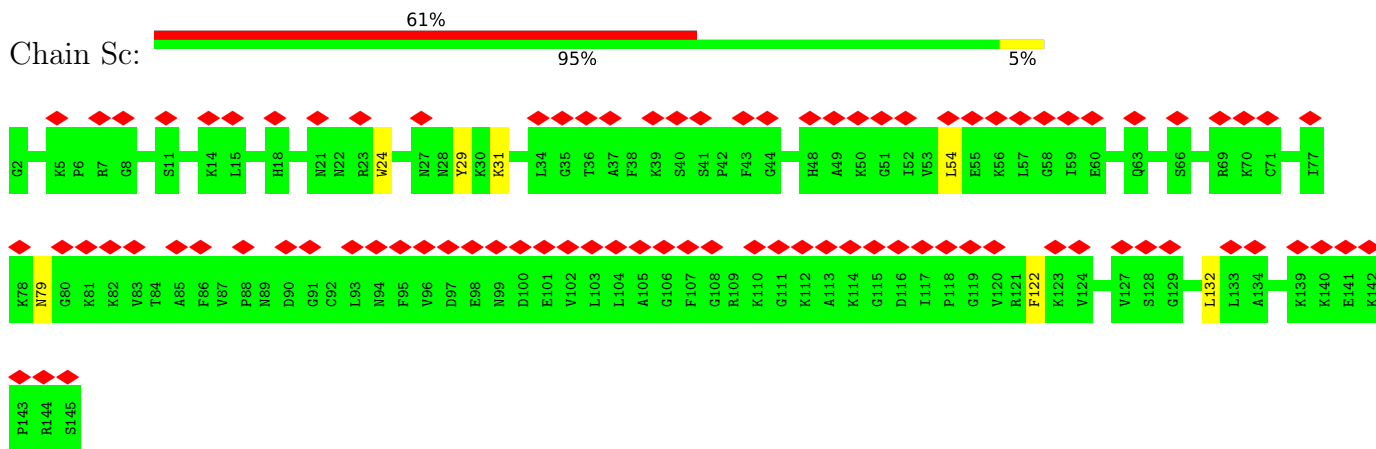 61%
Chain Sc:
95% 5%
G2 K5 P6 R7 G8 S11 K14 L15 H18 N21 N22 R23 W24 N27 N28 Y29 K30 K31 L34 G35 T36 A37 F38 K39 S40 S41 P42 F43 G44 H48 A49 K50 G51 I52 V53 L54 E55 K56 L57 G58 I59 E60 Q63 S66 R69 K70 C71 I77
K78 N79 G80 K81 K82 V83 T84 A85 F86 V87 P88 N89 D90 G91 C92 L93 N94 F95 V96 D97 E98 N99 D100 E101 V102 L103 L104 A105 G106 F107 G108 R109 K110 G111 K112 A113 K114 G115 D116 I117 P118 G119 V120 R121 F122 K123 V124 V127 S128 G129 L132 L133 A134 K139 K140 E141 K142
P143 R144 S145